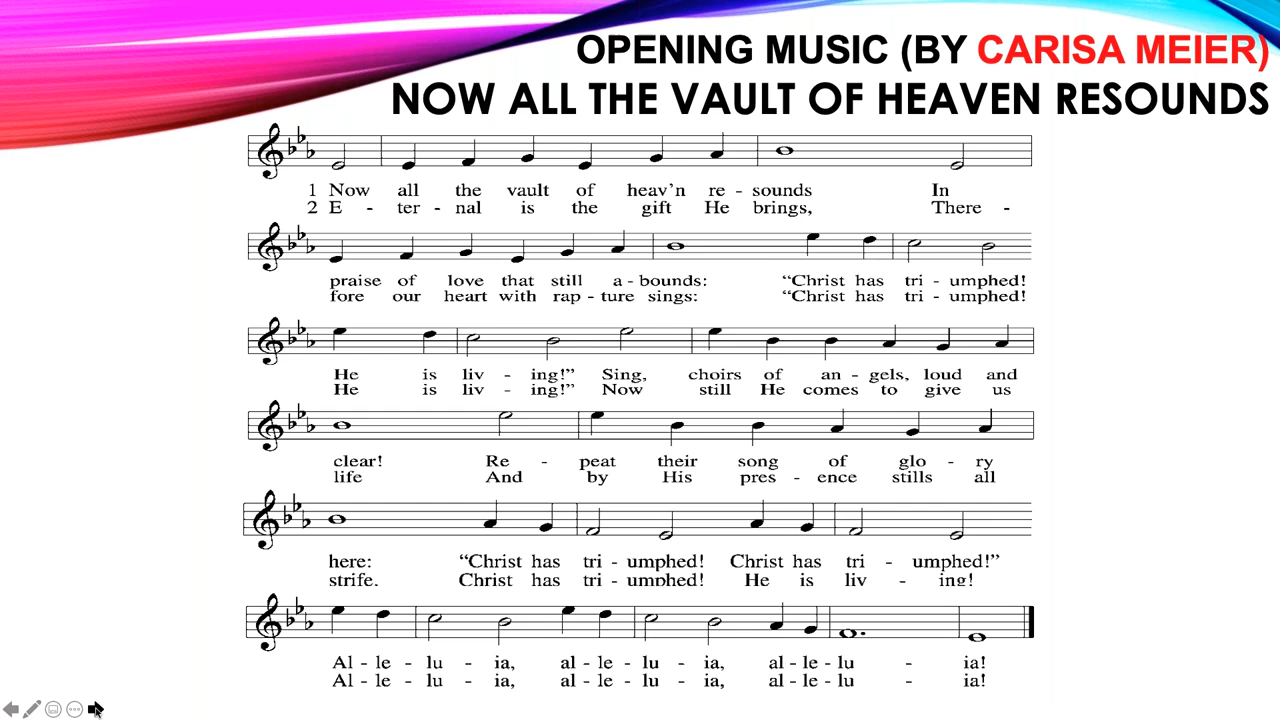 OPENING MUSIC (BY CARISA MEIER)
NOW ALL THE VAULT OF HEAVEN RESOUNDS
1 Now all the vault of heav'n re - sounds In
2 E - ter - nal is the gift He brings, There -
praise of love that still a - bounds: “Christ has tri - umphed!
fore our heart with rap - ture sings: “Christ has tri - umphed!
He is liv - ing!” Sing, choirs of an - gels, loud and
He is liv - ing!” Now still He comes to give us
clear! Re - peat their song of glo - ry
life And by His pres - ence stills all
here: “Christ has tri - umphed! Christ has tri - umphed!”
strife. Christ has tri - umphed! He is liv - ing!
Al - le - lu - ia, al - le - lu - ia, al - le - lu - ia!
Al - le - lu - ia, al - le - lu - ia, al - le - lu - ia!